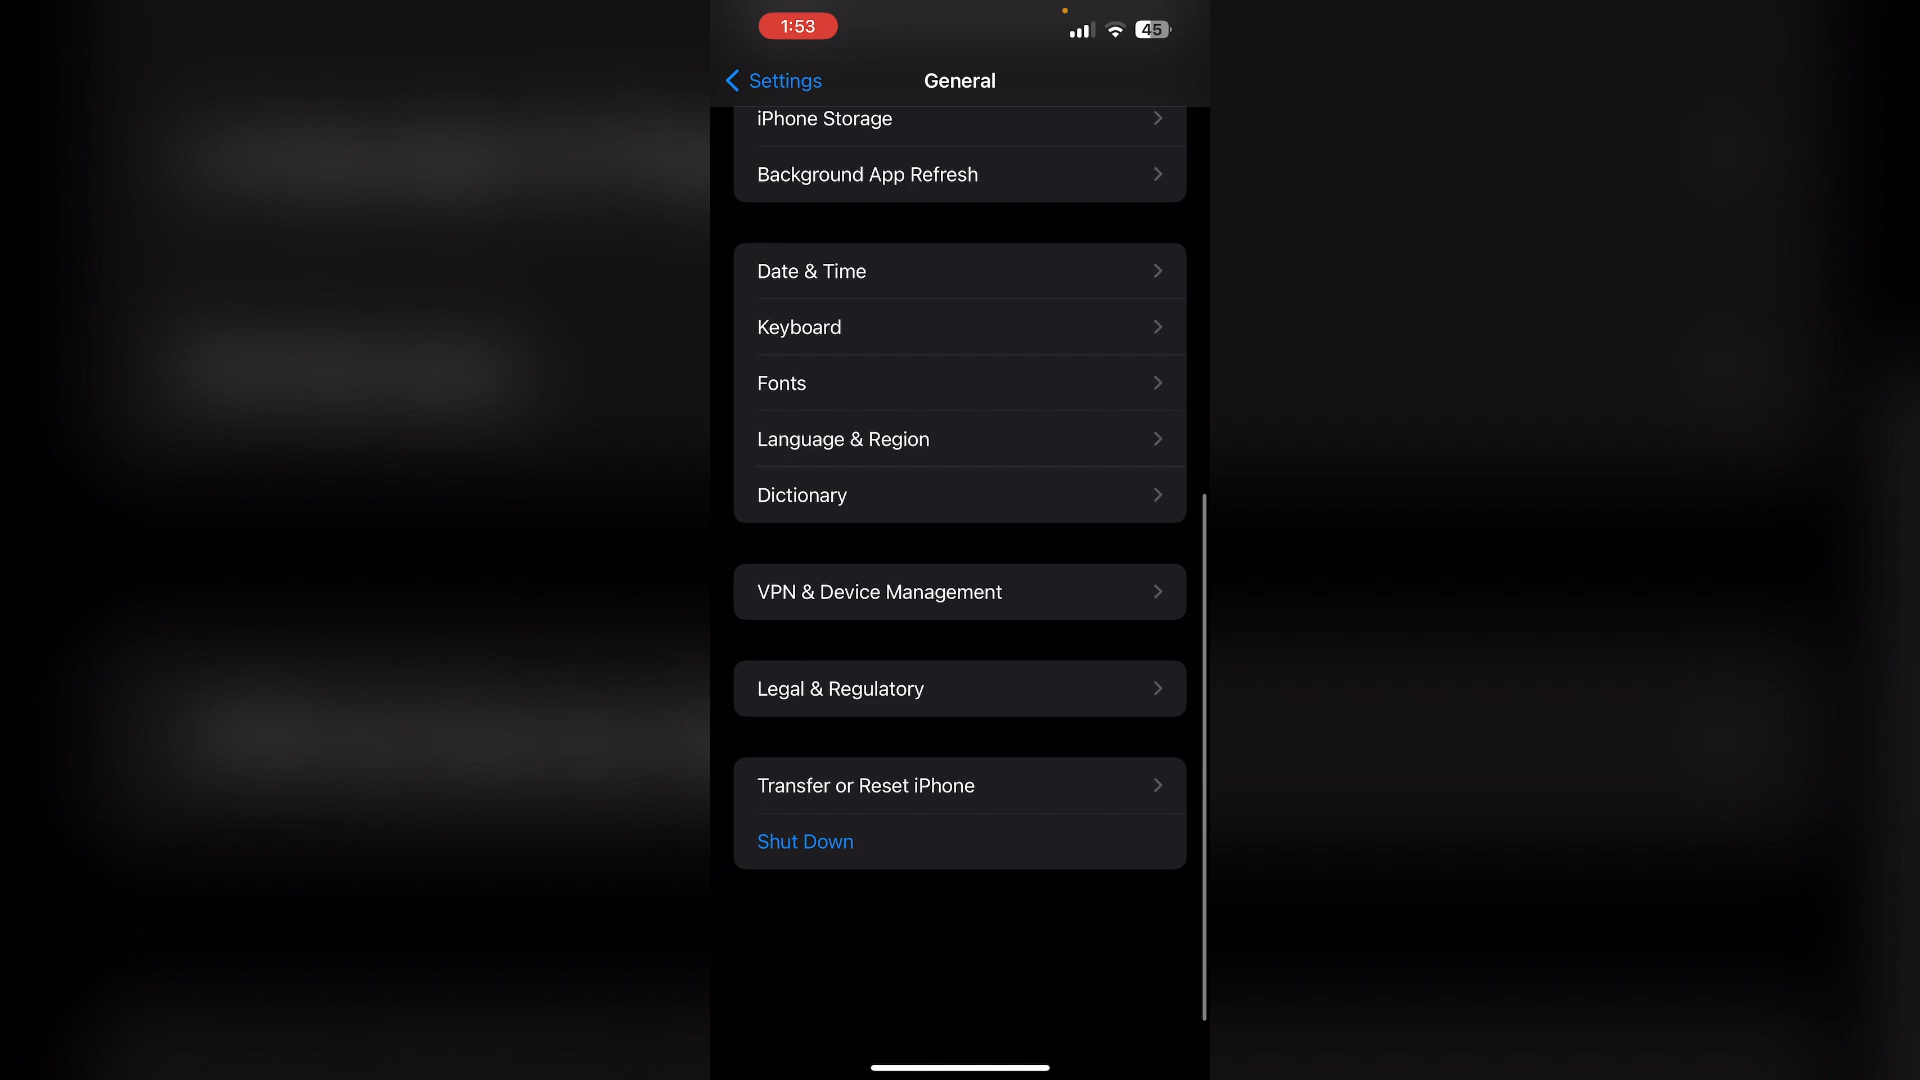 1:53
45
Settings
General
iPhone Storage
Background App Refresh
Date & Time
Keyboard
Fonts
Language & Region
Dictionary
VPN & Device Management
Legal & Regulatory
Transfer or Reset iPhone
Shut Down